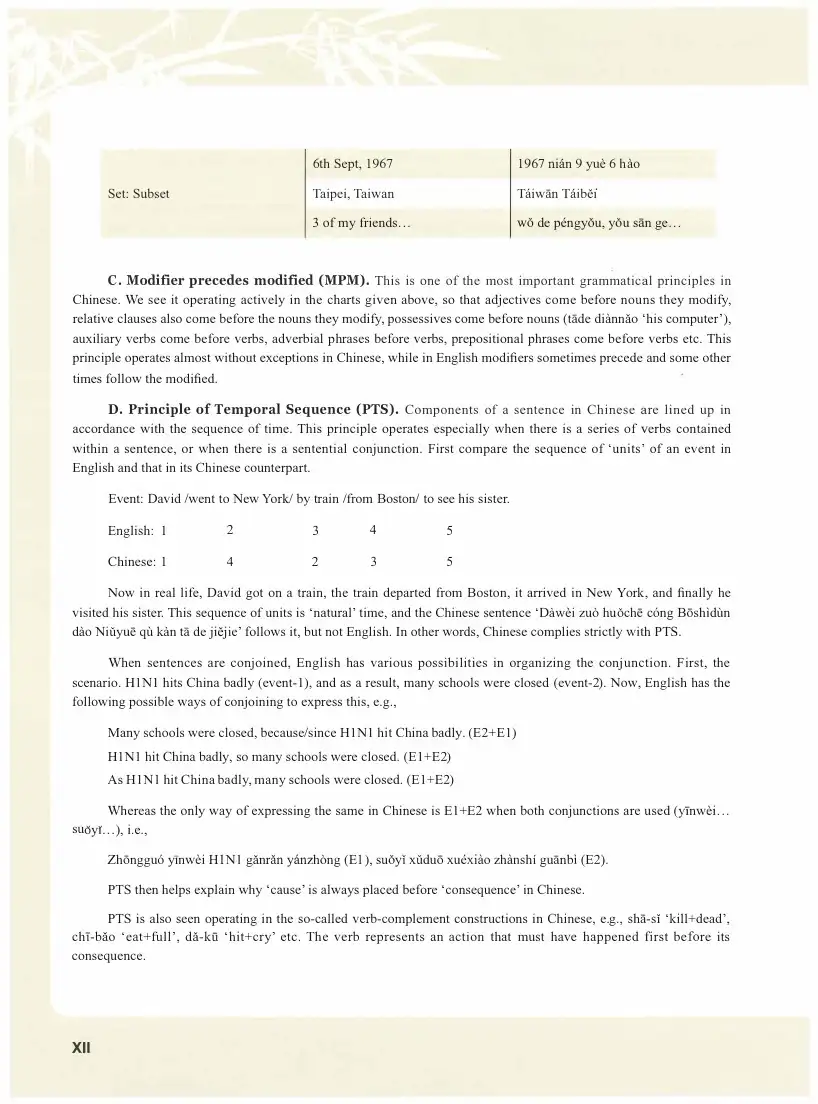 6th Sept, 1967 1967 nián 9 yuè 6 hào
Set: Subset Taipei, Taiwan Táiwān Táiběi
3 of my friends… wǒ de péngyǒu, yǒu sān ge…
C. Modifier precedes modified (MPM). This is one of the most important grammatical principles in
Chinese. We see it operating actively in the charts given above, so that adjectives come before nouns they modify,
relative clauses also come before the nouns they modify, possessives come before nouns (tāde diànnǎo ‘his computer’),
auxiliary verbs come before verbs, adverbial phrases before verbs, prepositional phrases come before verbs etc. This
principle operates almost without exceptions in Chinese, while in English modifiers sometimes precede and some other
times follow the modified.
D. Principle of Temporal Sequence (PTS). Components of a sentence in Chinese are lined up in
accordance with the sequence of time. This principle operates especially when there is a series of verbs contained
within a sentence, or when there is a sentential conjunction. First compare the sequence of ‘units’ of an event in
English and that in its Chinese counterpart.
Event: David /went to New York/ by train /from Boston/ to see his sister.
English: 1 2 3 4 5
Chinese: 1 4 2 3 5
Now in real life, David got on a train, the train departed from Boston, it arrived in New York, and finally he
visited his sister. This sequence of units is ‘natural’ time, and the Chinese sentence ‘Dàwèi zuò huǒchē cóng Bōshìdùn
dào Niǔyuē qù kàn tā de jiějie’ follows it, but not English. In other words, Chinese complies strictly with PTS.
When sentences are conjoined, English has various possibilities in organizing the conjunction. First, the
scenario. H1N1 hits China badly (event-1), and as a result, many schools were closed (event-2). Now, English has the
following possible ways of conjoining to express this, e.g.,
Many schools were closed, because/since H1N1 hit China badly. (E2+E1)
H1N1 hit China badly, so many schools were closed. (E1+E2)
As H1N1 hit China badly, many schools were closed. (E1+E2)
Whereas the only way of expressing the same in Chinese is E1+E2 when both conjunctions are used (yīnwèi…
suǒyǐ…), i.e.,
Zhōngguó yīnwèi H1N1 gǎnrǎn yánzhòng (E1), suǒyǐ xǔduō xuéxiào zhànshí guānbì (E2).
PTS then helps explain why ‘cause’ is always placed before ‘consequence’ in Chinese.
PTS is also seen operating in the so-called verb-complement constructions in Chinese, e.g., shā-sǐ ‘kill+dead’,
chī-bǎo ‘eat+full’, dǎ-kū ‘hit+cry’ etc. The verb represents an action that must have happened first before its
consequence.
XII